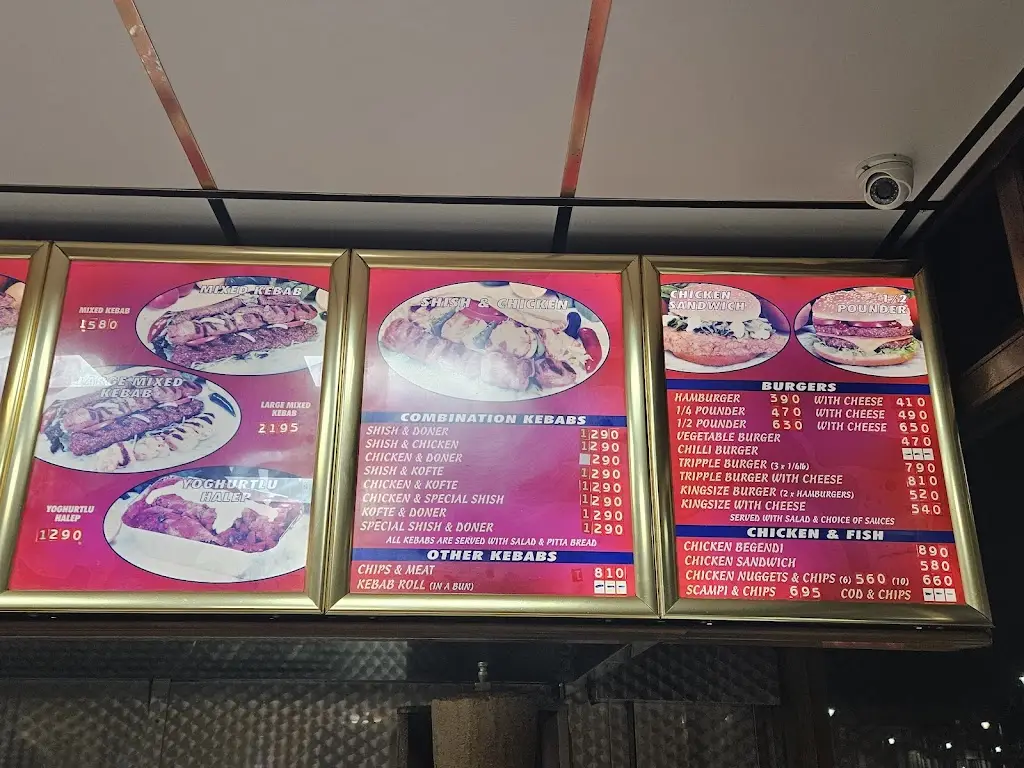 MIXED KEBAB
MIXED KEBAB
1580
LARGE MIXED
KEBAB
LARGE MIXED
KEBAB
2195
YOGHURTLU
HALEP
YOGHURTLU
HALEP
1290
SHISH & CHICKEN
COMBINATION KEBABS
SHISH & DONER 1290
SHISH & CHICKEN 1290
CHICKEN & DONER 290
SHISH & KOFTE 1290
CHICKEN & KOFTE 1290
CHICKEN & SPECIAL SHISH 1290
KOFTE & DONER 1290
SPECIAL SHISH & DONER 1290
ALL KEBABS ARE SERVED WITH SALAD & PITTA BREAD
OTHER KEBABS
CHIPS & MEAT 810
KEBAB ROLL (IN A BUN)
CHICKEN
SANDWICH
1/2
POUNDER
BURGERS
HAMBURGER 390 WITH CHEESE 410
1/4 POUNDER 470 WITH CHEESE 490
1/2 POUNDER 630 WITH CHEESE 650
VEGETABLE BURGER 470
CHILLI BURGER
TRIPPLE BURGER (3 x 1/6lb) 790
TRIPPLE BURGER WITH CHEESE 810
KINGSIZE BURGER (2 x HAMBURGERS) 520
KINGSIZE WITH CHEESE 540
SERVED WITH SALAD & CHOICE OF SAUCES
CHICKEN & FISH
CHICKEN BEGENDI 890
CHICKEN SANDWICH 580
CHICKEN NUGGETS & CHIPS (6) 560 (10) 660
SCAMPI & CHIPS 695 COD & CHIPS